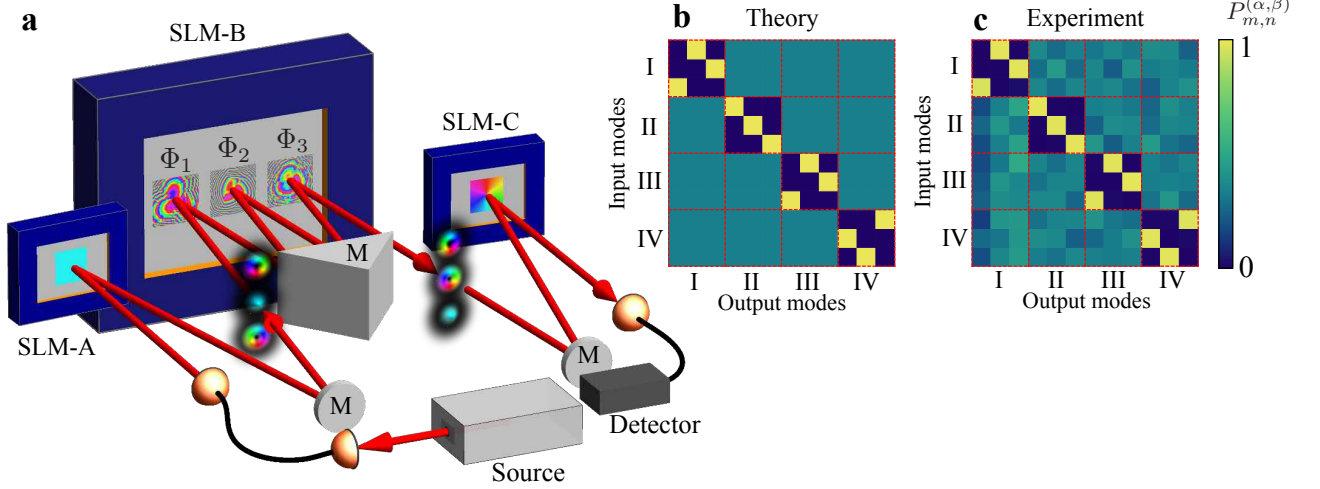 a
SLM-B
Φ₁ Φ₂ Φ₃
SLM-C
M
SLM-A
M
M
Detector
Source
b
Theory
Input modes
I
II
III
IV
I II III IV
Output modes
c
Experiment
Input modes
I
II
III
IV
I II III IV
Output modes
P_{m,n}^{(α,β)}
1
0